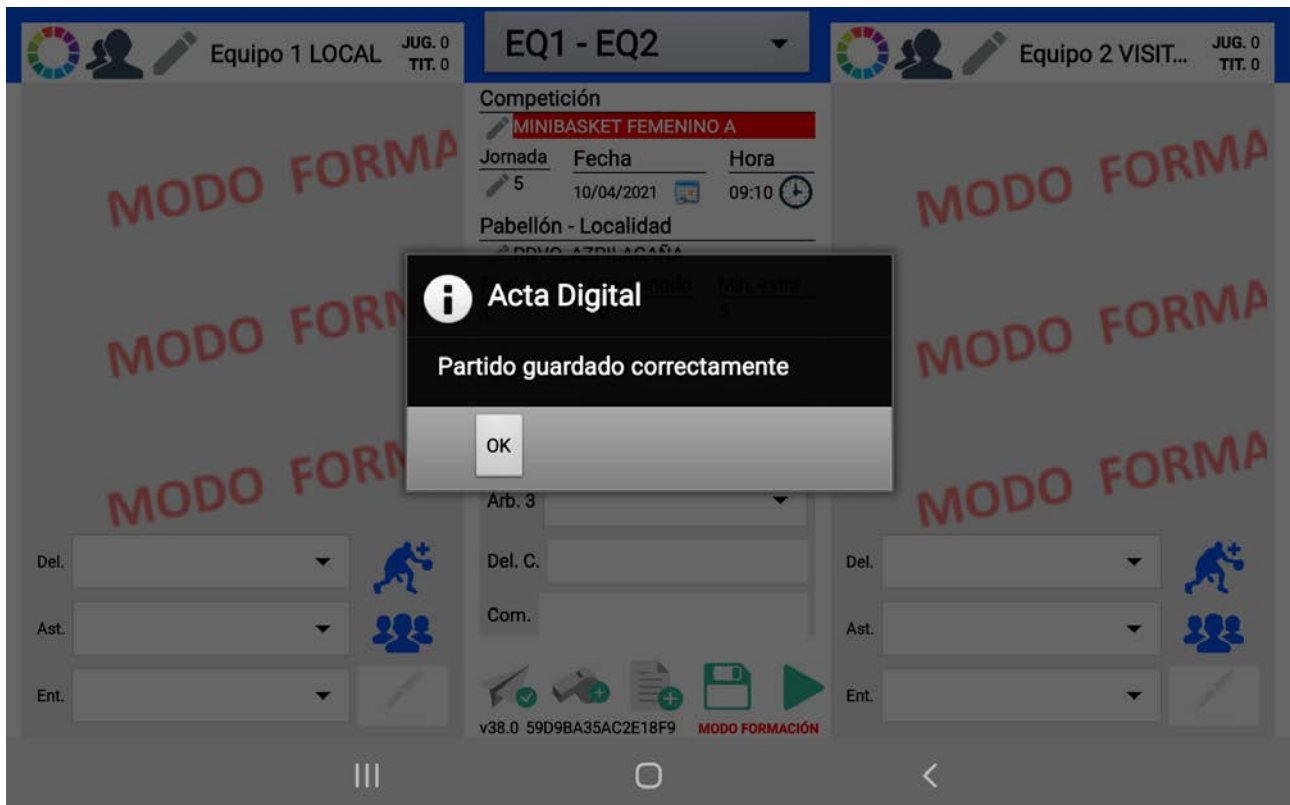 Equipo 1 LOCAL
JUG. 0
TIT. 0
EQ1 - EQ2
Equipo 2 VISIT...
JUG. 0
TIT. 0
Competición
MINIBASKET FEMENINO A
Jornada Fecha Hora
5 10/04/2021 09:10
Pabellón - Localidad
MODO FORMA
MODO FORMA
Min. extra
Acta Digital
Partido guardado correctamente
OK
MODO FORM
MODO FORMA
MODO FORM
MODO FORMA
Arb. 3
Del.
Del. C.
Del.
Ast.
Com.
Ast.
Ent.
Ent.
v38.0 59D9BA35AC2E18F9 MODO FORMACIÓN